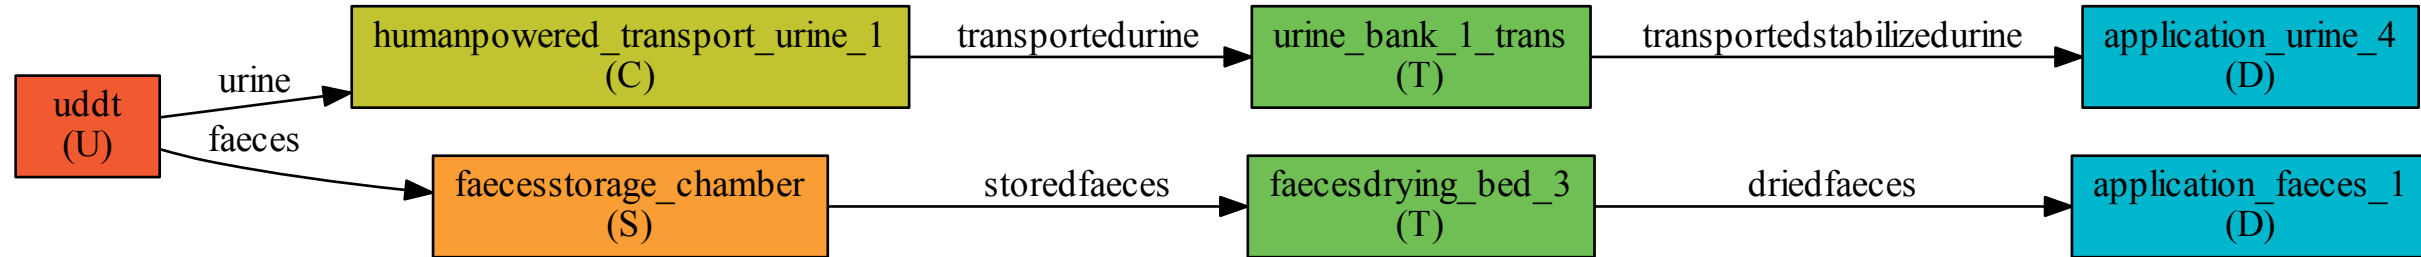 uddt
(U)
urine
faeces
humanpowered_transport_urine_1
(C)
transportedurine
urine_bank_1_trans
(T)
transportedstabilizedurine
application_urine_4
(D)
faecesstorage_chamber
(S)
storedfaeces
faecesdrying_bed_3
(T)
driedfaeces
application_faeces_1
(D)